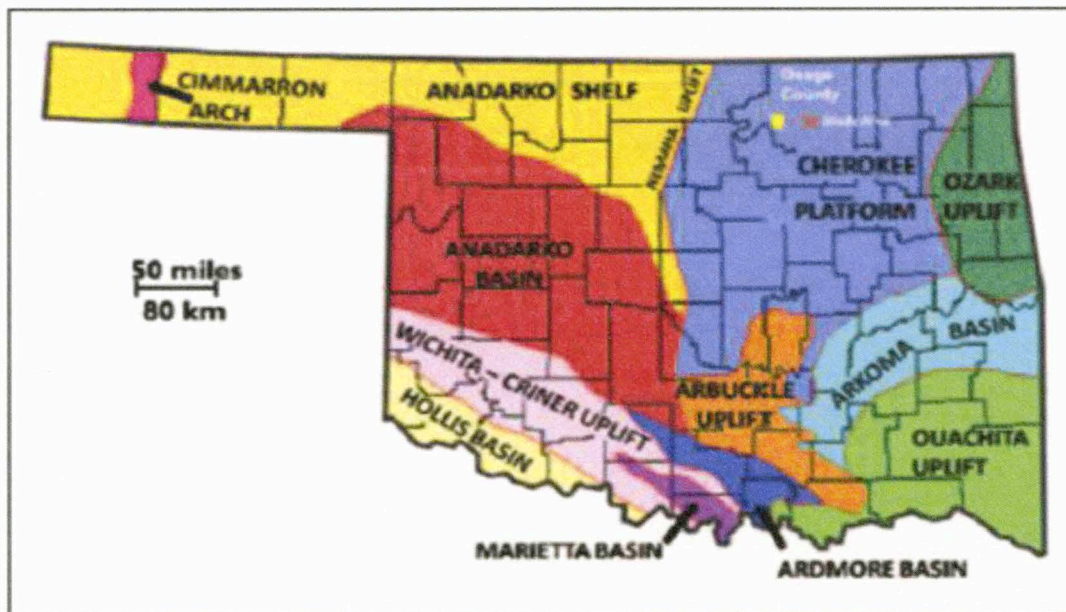 CIMMARRON
ARCH
ANADARKO SHELF
NEMAHA UPLIFT
Osage
County
CHEROKEE
PLATFORM
OZARK
UPLIFT
ANADARKO
BASIN
50 miles
80 km
WICHITA – CRINER UPLIFT
HOLLIS BASIN
ARBUCKLE
UPLIFT
ARKOMA BASIN
OUACHITA
UPLIFT
MARIETTA BASIN
ARDMORE BASIN